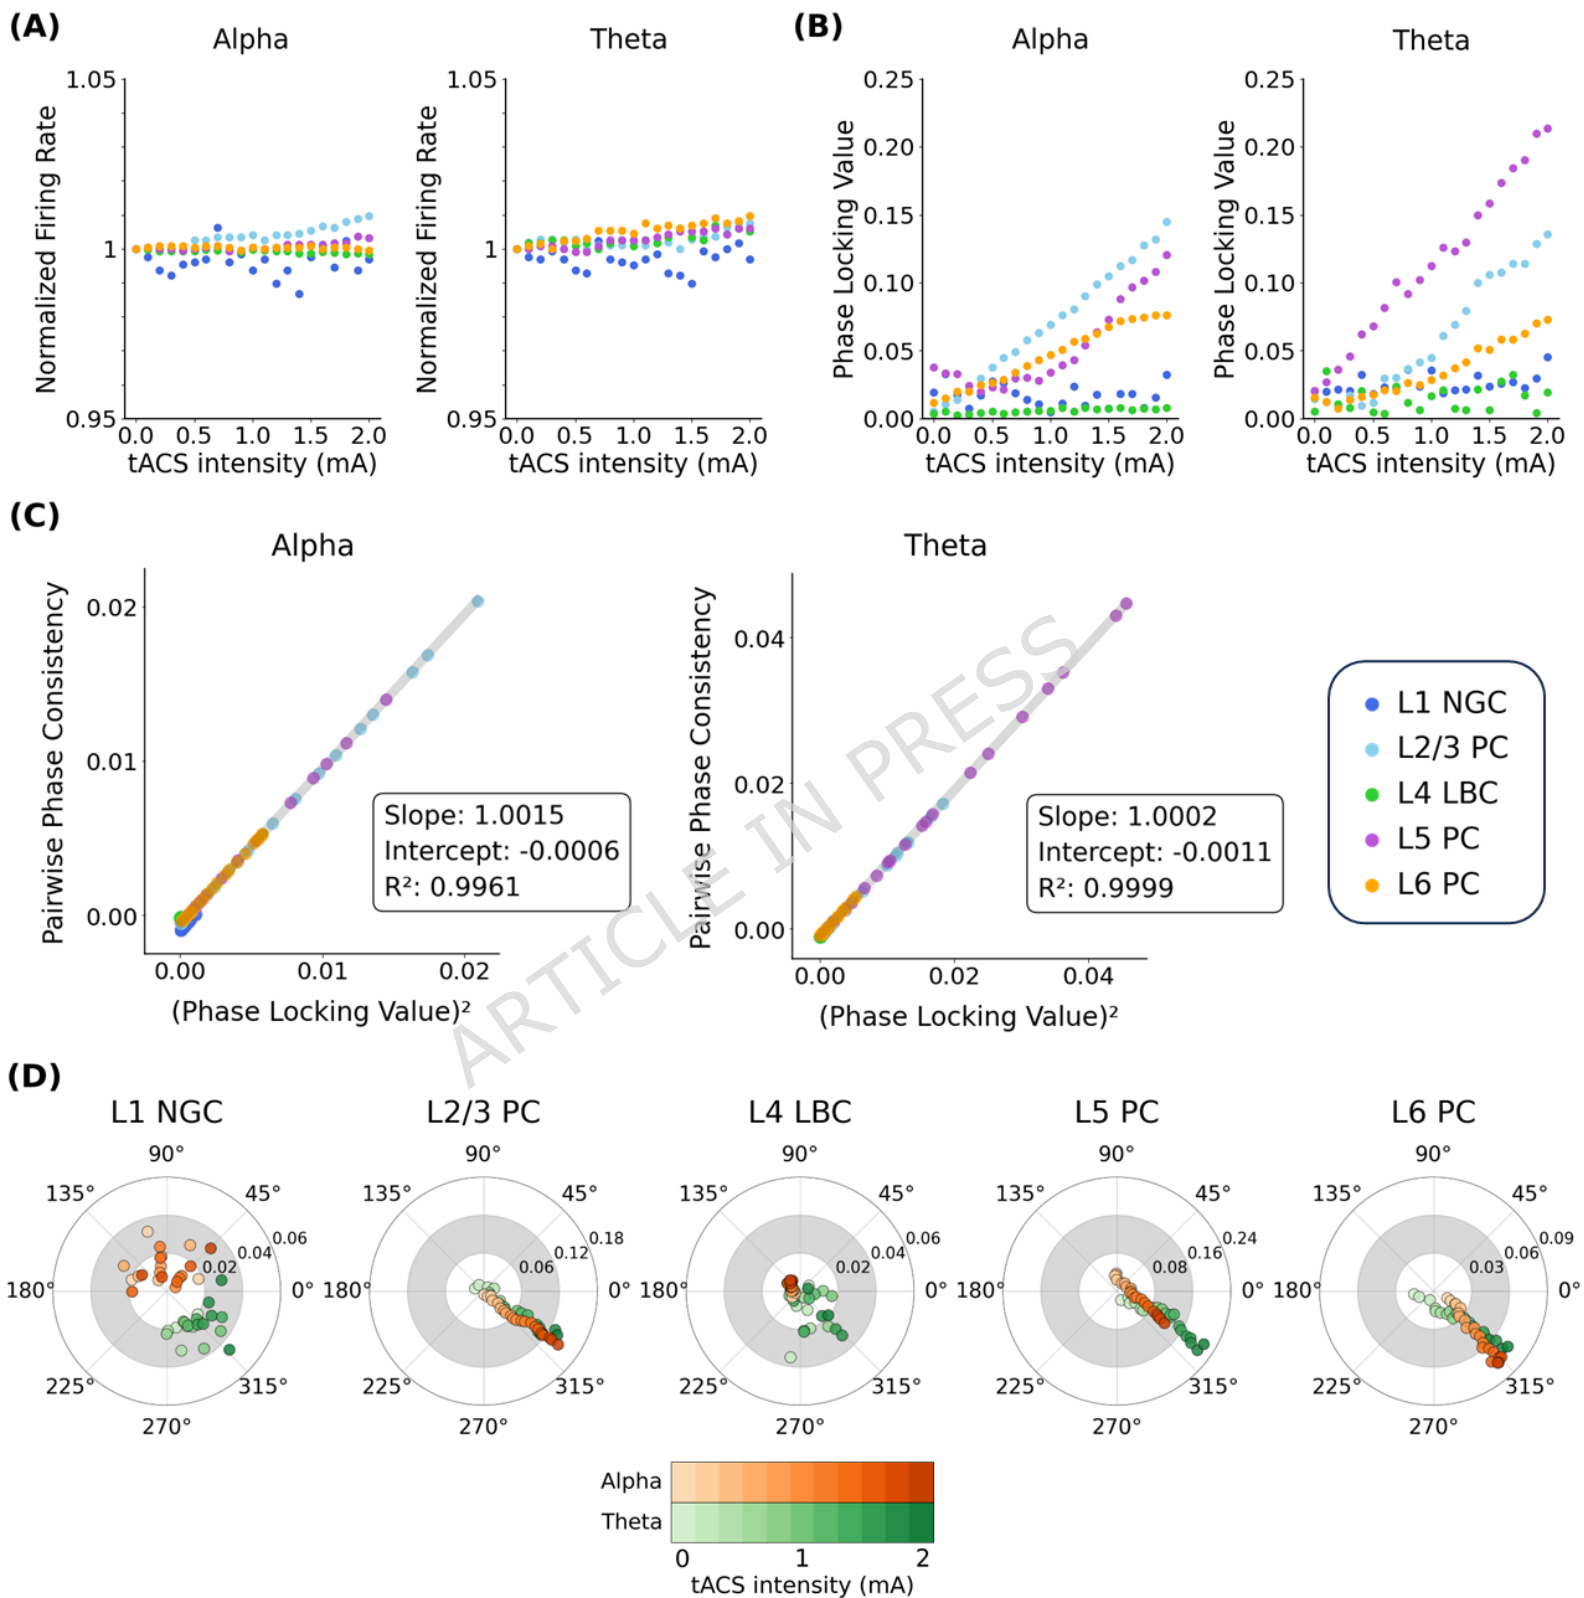 (A)
Alpha
Theta
1.05
1
0.95
Normalized Firing Rate
0.0 0.5 1.0 1.5 2.0
tACS intensity (mA)
1.05
1
0.95
Normalized Firing Rate
0.0 0.5 1.0 1.5 2.0
tACS intensity (mA)
(B)
Alpha
Theta
0.25
0.20
0.15
0.10
0.05
0.00
Phase Locking Value
0.0 0.5 1.0 1.5 2.0
tACS intensity (mA)
0.25
0.20
0.15
0.10
0.05
0.00
Phase Locking Value
0.0 0.5 1.0 1.5 2.0
tACS intensity (mA)
(C)
Alpha
0.02
0.01
0.00
Pairwise Phase Consistency
Slope: 1.0015
Intercept: -0.0006
R²: 0.9961
0.00 0.01 0.02
(Phase Locking Value)²
Theta
0.04
0.02
0.00
Pairwise Phase Consistency
Slope: 1.0002
Intercept: -0.0011
R²: 0.9999
0.00 0.02 0.04
(Phase Locking Value)²
L1 NGC
L2/3 PC
L4 LBC
L5 PC
L6 PC
ARTICLE IN PRESS
(D)
L1 NGC
90°
135° 45°
0.06
0.04
0.02
180° 0°
225° 315°
270°
L2/3 PC
90°
135° 45°
0.18
0.12
0.06
180° 0°
225° 315°
270°
L4 LBC
90°
135° 45°
0.06
0.04
0.02
180° 0°
225° 315°
270°
L5 PC
90°
135° 45°
0.24
0.16
0.08
180° 0°
225° 315°
270°
L6 PC
90°
135° 45°
0.09
0.06
0.03
180° 0°
225° 315°
270°
Alpha
Theta
0 1 2
tACS intensity (mA)